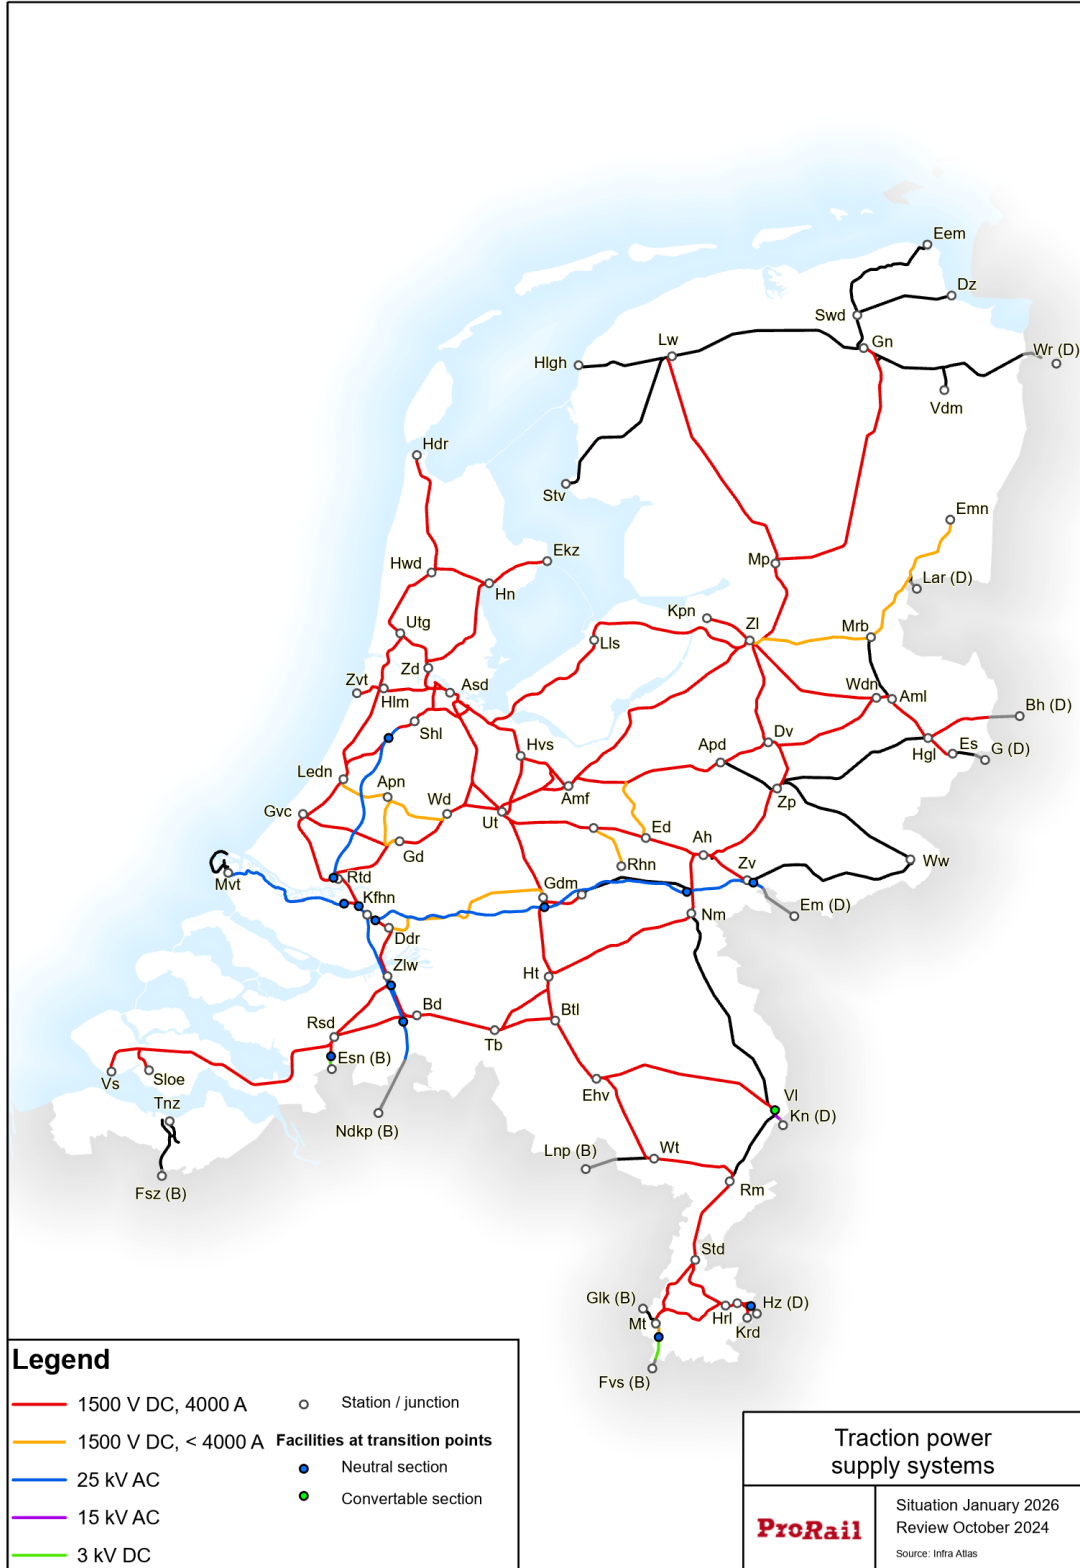 Eem
Dz
Swd
Gn
Lw
Hlgh
Wr (D)
Vdm
Hdr
Stv
Emn
Ekz
Hwd
Mp
Hn
Lar (D)
Kpn
Utg
Zl
Mrb
Lls
Zd
Zvt
Asd
Hlm
Wdn
Aml
Bh (D)
Shl
Hvs
Apd
Dv
Hgl
Es
G (D)
Ledn
Apn
Wd
Amf
Zp
Gvc
Ut
Ed
Ah
Gd
Rhn
Zv
Ww
Mvt
Rtd
Kfhn
Gdm
Em (D)
Nm
Ddr
Zlw
Ht
Bd
Btl
Rsd
Tb
Esn (B)
Vs
Sloe
Tnz
Ehv
Vl
Kn (D)
Ndkp (B)
Lnp (B)
Wt
Fsz (B)
Rm
Std
Glk (B)
Hz (D)
Mt
Hrl
Krd
Fvs (B)
Legend
1500 V DC, 4000 A
1500 V DC, < 4000 A
25 kV AC
15 kV AC
3 kV DC
Station / junction
Facilities at transition points
Neutral section
Convertable section
Traction power
supply systems
ProRail
Situation January 2026
Review October 2024
Source: Infra Atlas